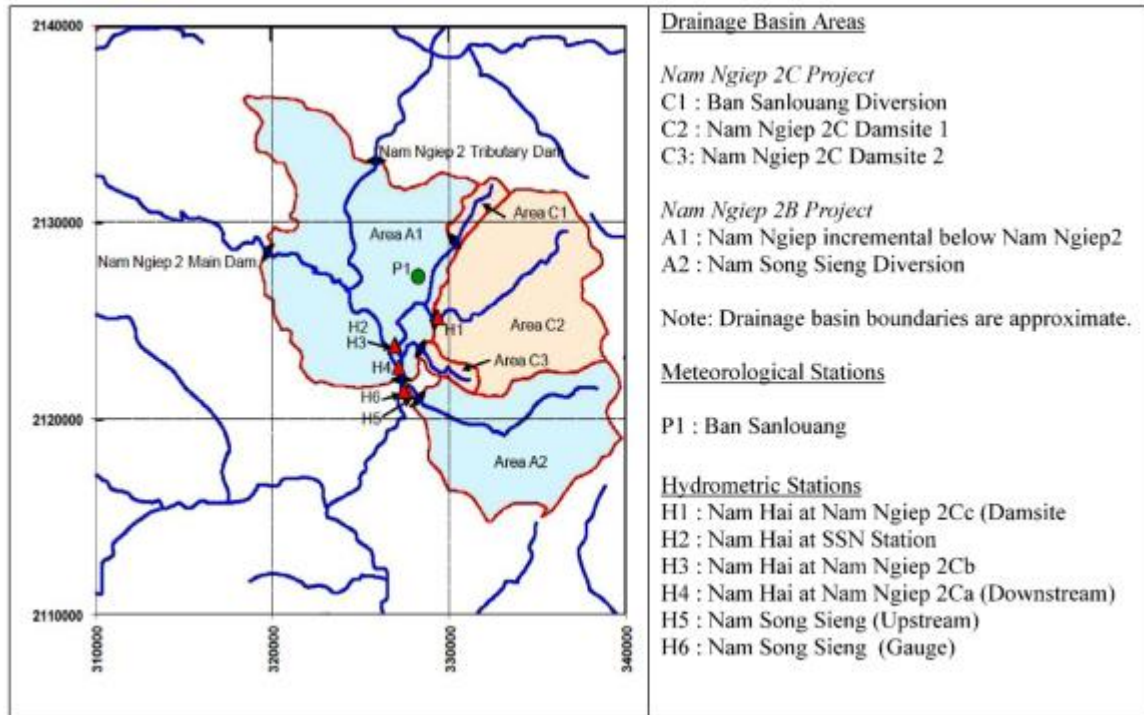 2140000
2130000
2120000
2110000
3100000
3200000
3300000
3400000
Nam Ngiep 2 Tributary Dam
Area C1
Area A1
Nam Ngiep 2 Main Dam
P1
H2
H1
H3
Area C2
Area C3
H4
H6
H5
Area A2
Drainage Basin Areas
Nam Ngiep 2C Project
C1 : Ban Sanlouang Diversion
C2 : Nam Ngiep 2C Damsite 1
C3: Nam Ngiep 2C Damsite 2
Nam Ngiep 2B Project
A1 : Nam Ngiep incremental below Nam Ngiep2
A2 : Nam Song Sieng Diversion
Note: Drainage basin boundaries are approximate.
Meteorological Stations
P1 : Ban Sanlouang
Hydrometric Stations
H1 : Nam Hai at Nam Ngiep 2Cc (Damsite
H2 : Nam Hai at SSN Station
H3 : Nam Hai at Nam Ngiep 2Cb
H4 : Nam Hai at Nam Ngiep 2Ca (Downstream)
H5 : Nam Song Sieng (Upstream)
H6 : Nam Song Sieng (Gauge)